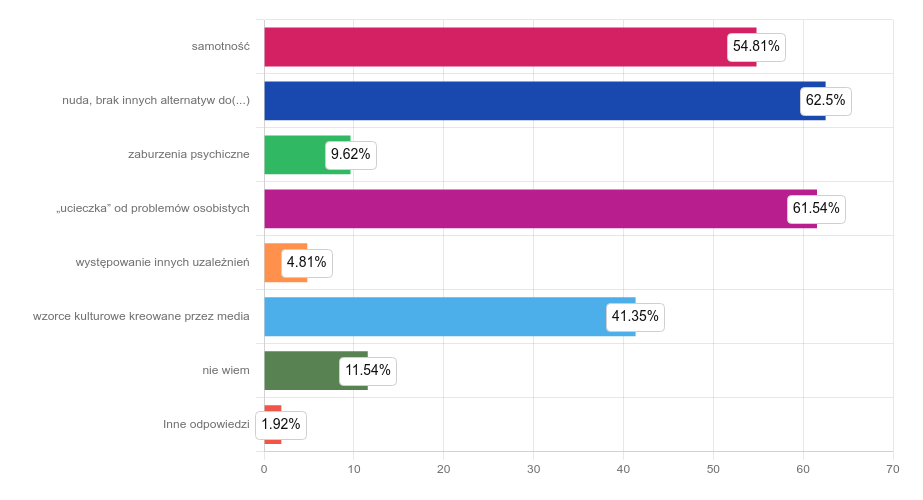 samotność
54.81%
nuda, brak innych alternatyw do(...)
62.5%
zaburzenia psychiczne
9.62%
„ucieczka” od problemów osobistych
61.54%
występowanie innych uzależnień
4.81%
wzorce kulturowe kreowane przez media
41.35%
nie wiem
11.54%
Inne odpowiedzi
1.92%
0 10 20 30 40 50 60 70